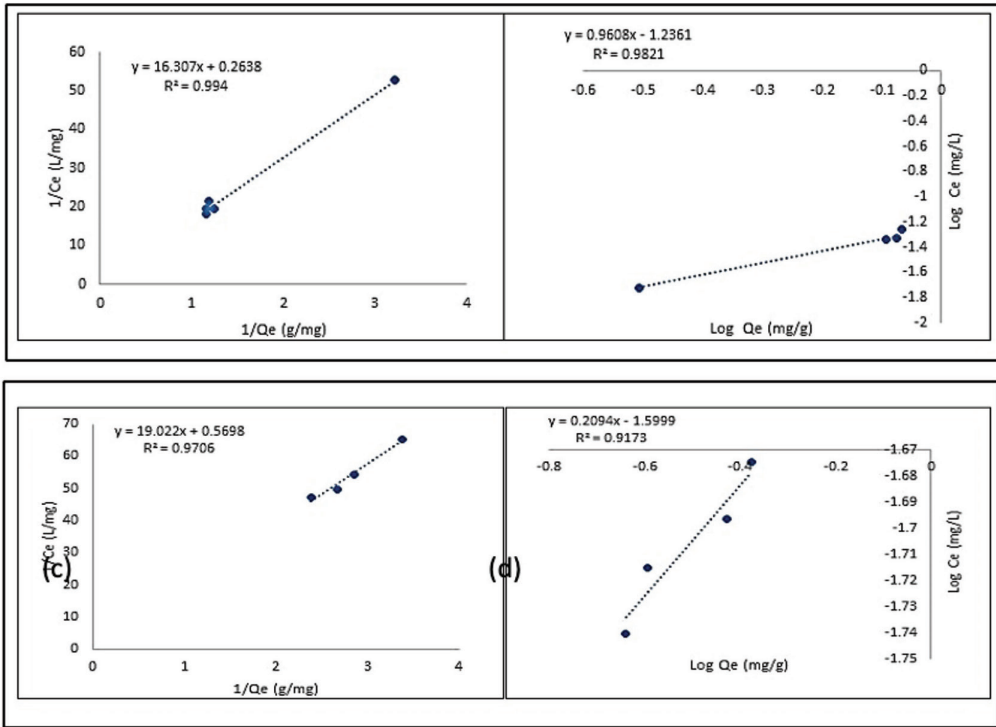 y = 16.307x + 0.2638
R² = 0.994
60
50
40
30
20
10
0
1/Ce (L/mg)
0 1 2 3 4
1/Qe (g/mg)
y = 0.9608x - 1.2361
R² = 0.9821
-0.6 -0.5 -0.4 -0.3 -0.2 -0.1 0
0
-0.2
-0.4
-0.6
-0.8
-1
-1.2
-1.4
-1.6
-1.8
-2
Log Ce (mg/L)
Log Qe (mg/g)
y = 19.022x + 0.5698
R² = 0.9706
70
60
50
40
30
20
10
0
1/Ce (L/mg)
(c)
0 1 2 3 4
1/Qe (g/mg)
y = 0.2094x - 1.5999
R² = 0.9173
-0.8 -0.6 -0.4 -0.2 0
-1.67
-1.68
-1.69
-1.7
-1.71
-1.72
-1.73
-1.74
-1.75
Log Ce (mg/L)
(d)
Log Qe (mg/g)